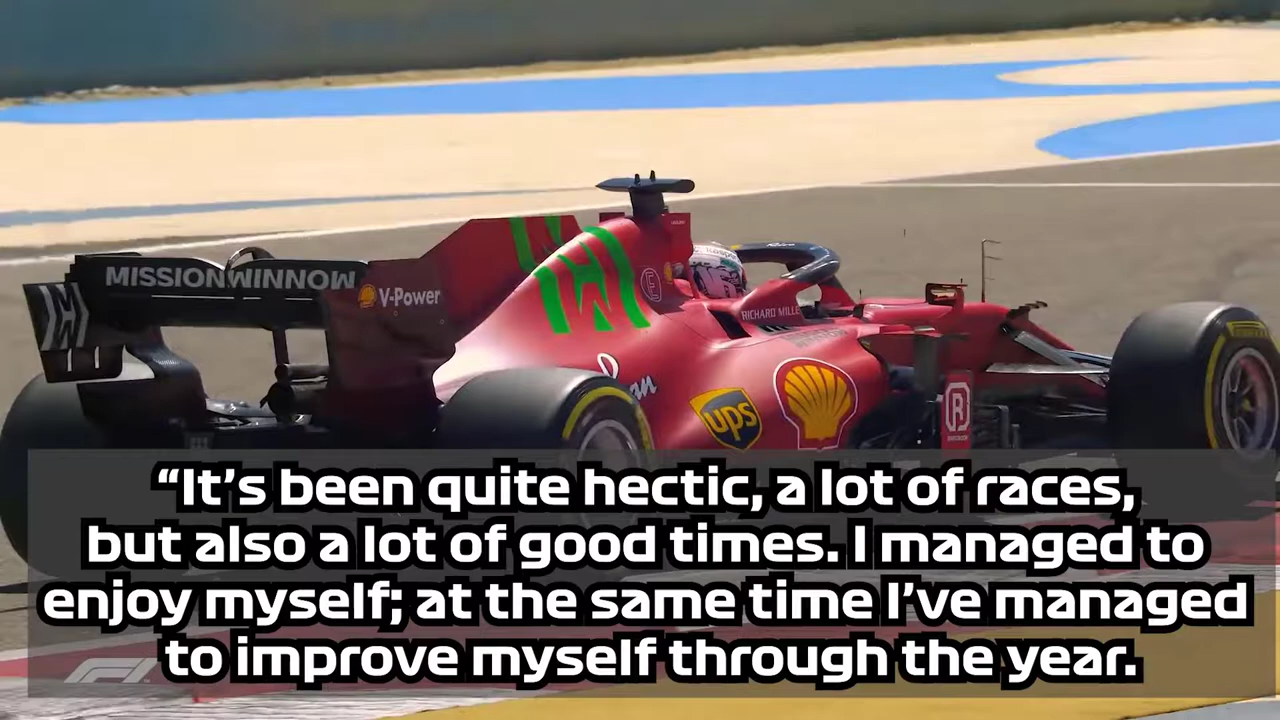 MISSIONWINNOW
V-Power
RICHARD MILLE
ups
“It’s been quite hectic, a lot of races,
but also a lot of good times. I managed to
enjoy myself; at the same time I’ve managed
to improve myself through the year.
F1